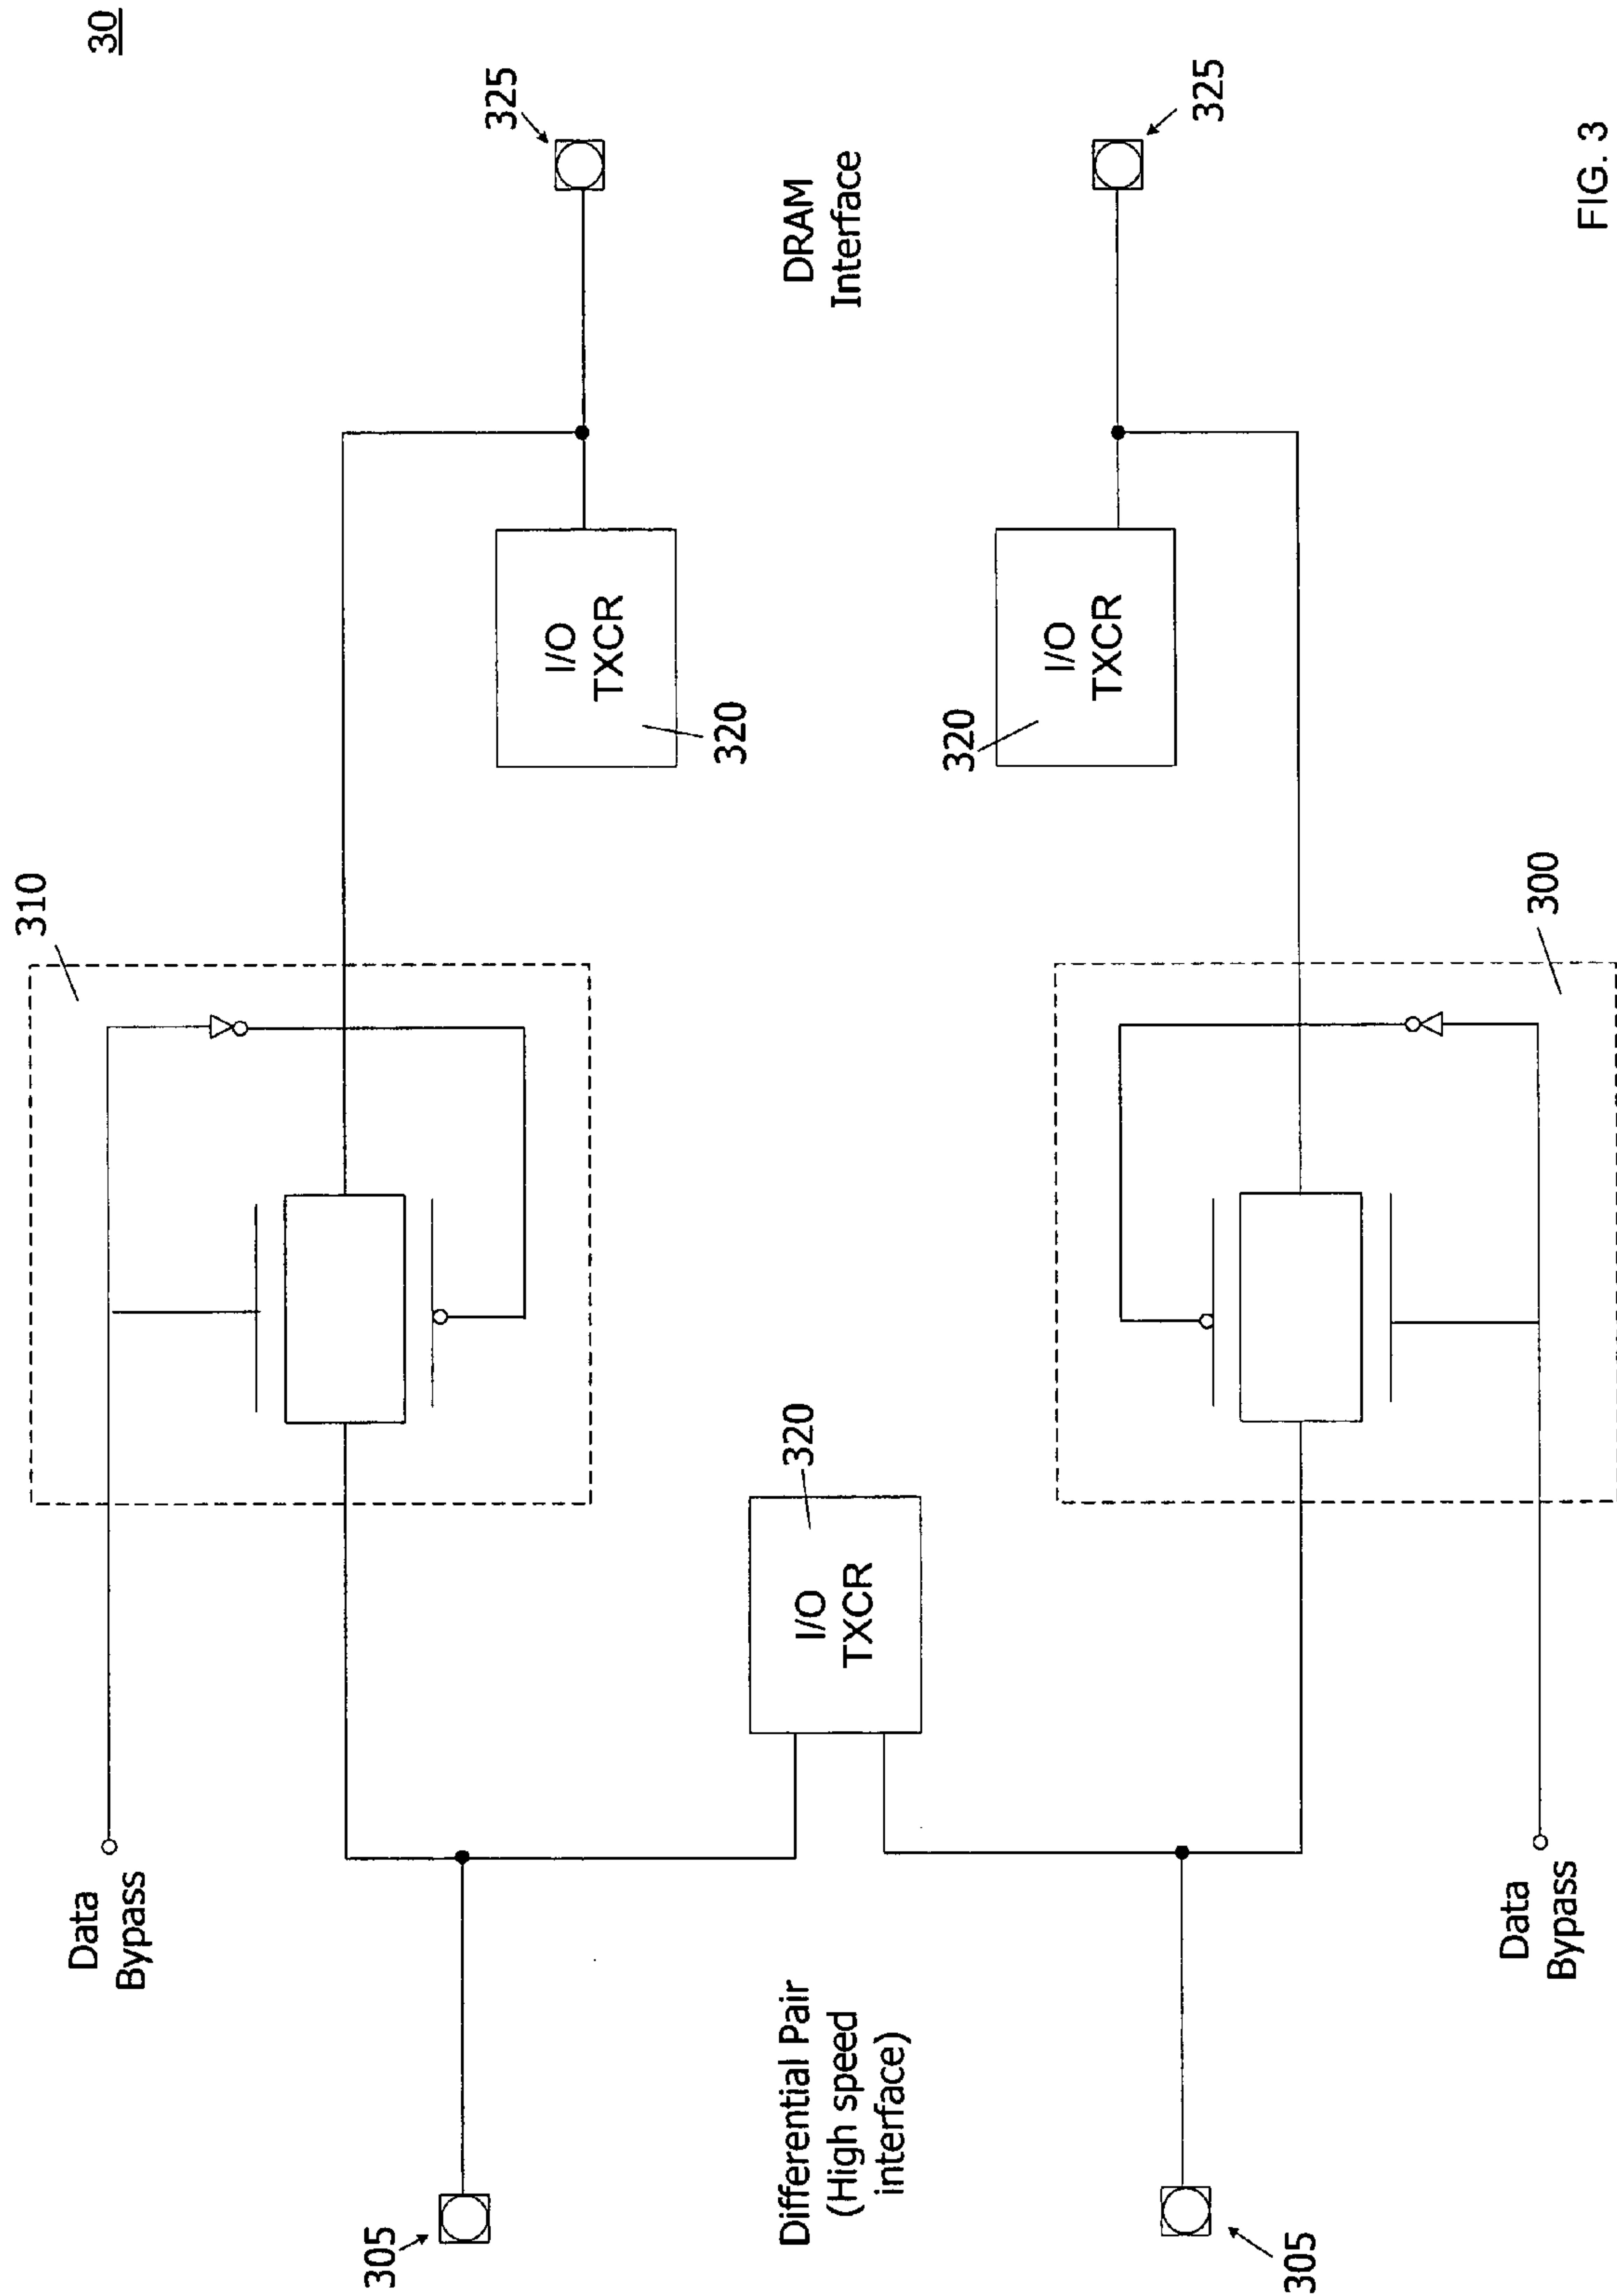 30
310
Data
Bypass
325
I/O
TXCR
320
305
Differential Pair
(High speed
interface)
I/O
TXCR
320
DRAM
Interface
I/O
TXCR
320
325
305
300
Data
Bypass
FIG. 3